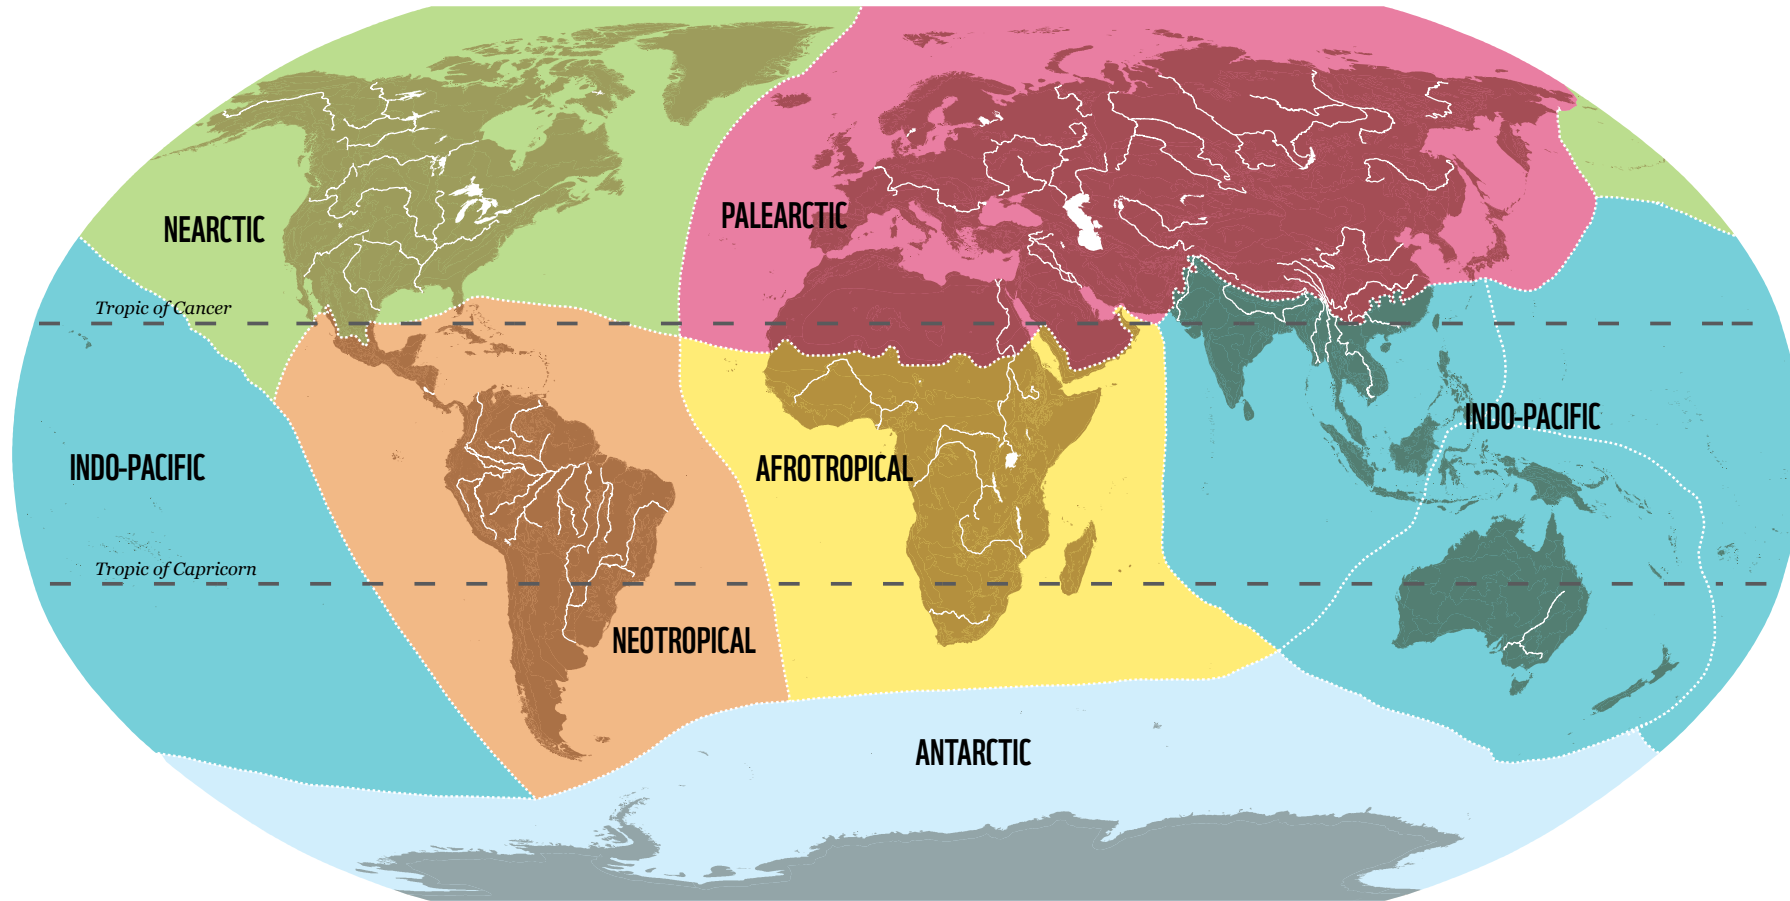 NEARCTIC
PALEARCTIC
Tropic of Cancer
INDO-PACIFIC
INDO-PACIFIC
AFROTROPICAL
Tropic of Capricorn
NEOTROPICAL
ANTARCTIC